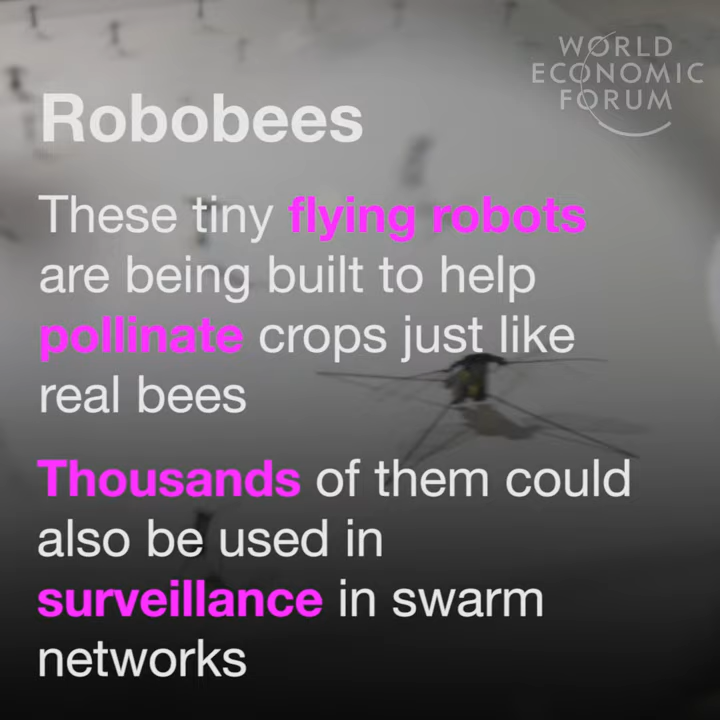 WORLD
ECONOMIC
FORUM
Robobees
These tiny flying robots
are being built to help
pollinate crops just like
real bees
Thousands of them could
also be used in
surveillance in swarm
networks